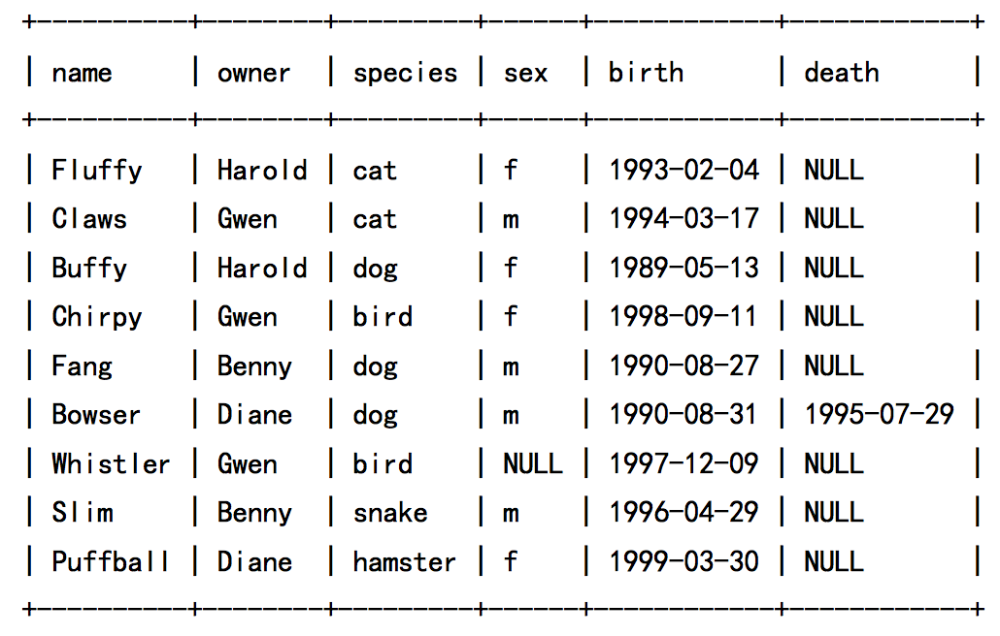 +----------+--------+---------+------+------------+------------+
| name     | owner  | species | sex  | birth      | death      |
+----------+--------+---------+------+------------+------------+
| Fluffy   | Harold | cat     | f    | 1993-02-04 | NULL       |
| Claws    | Gwen   | cat     | m    | 1994-03-17 | NULL       |
| Buffy    | Harold | dog     | f    | 1989-05-13 | NULL       |
| Chirpy   | Gwen   | bird    | f    | 1998-09-11 | NULL       |
| Fang     | Benny  | dog     | m    | 1990-08-27 | NULL       |
| Bowser   | Diane  | dog     | m    | 1990-08-31 | 1995-07-29 |
| Whistler | Gwen   | bird    | NULL | 1997-12-09 | NULL       |
| Slim     | Benny  | snake   | m    | 1996-04-29 | NULL       |
| Puffball | Diane  | hamster | f    | 1999-03-30 | NULL       |
+----------+--------+---------+------+------------+------------+